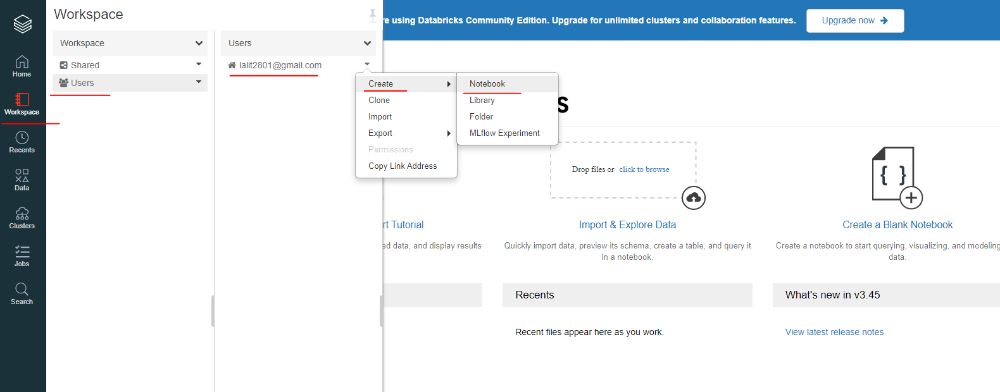 Workspace
re using Databricks Community Edition. Upgrade for unlimited clusters and collaboration features.
Upgrade now
Workspace
Users
Shared
Users
lalit2801@gmail.com
Create
Clone
Import
Export
Permissions
Copy Link Address
Notebook
Library
Folder
MLflow Experiment
Home
Workspace
Recents
Data
Clusters
Jobs
Search
s
Drop files or click to browse
{ }
rt Tutorial
ed data, and display results
Import & Explore Data
Quickly import data, preview its schema, create a table, and query it
in a notebook.
Create a Blank Notebook
Create a notebook to start querying, visualizing, and modeling
data.
Recents
Recent files appear here as you work.
What's new in v3.45
View latest release notes